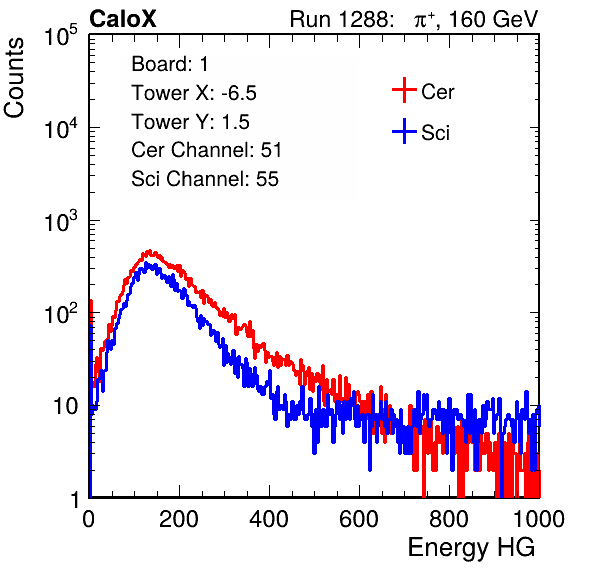 CaloX Run 1288: π⁺, 160 GeV
Counts
Board: 1
Tower X: -6.5
Tower Y: 1.5
Cer Channel: 51
Sci Channel: 55
Cer
Sci
10⁵
10⁴
10³
10²
10
1
0 200 400 600 800 1000
Energy HG